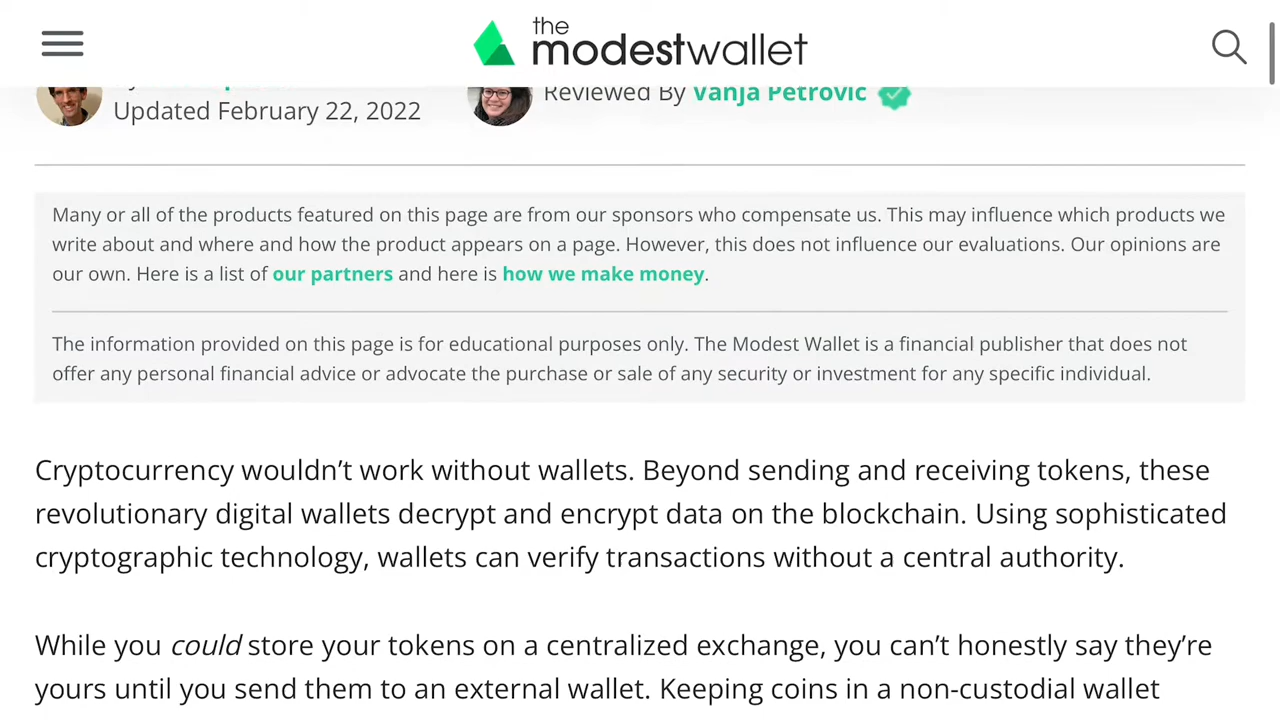 the
modestwallet
Updated February 22, 2022
Reviewed By Vanja Petrovic
Many or all of the products featured on this page are from our sponsors who compensate us. This may influence which products we
write about and where and how the product appears on a page. However, this does not influence our evaluations. Our opinions are
our own. Here is a list of our partners and here is how we make money.
The information provided on this page is for educational purposes only. The Modest Wallet is a financial publisher that does not
offer any personal financial advice or advocate the purchase or sale of any security or investment for any specific individual.
Cryptocurrency wouldn’t work without wallets. Beyond sending and receiving tokens, these
revolutionary digital wallets decrypt and encrypt data on the blockchain. Using sophisticated
cryptographic technology, wallets can verify transactions without a central authority.
While you could store your tokens on a centralized exchange, you can’t honestly say they’re
yours until you send them to an external wallet. Keeping coins in a non-custodial wallet